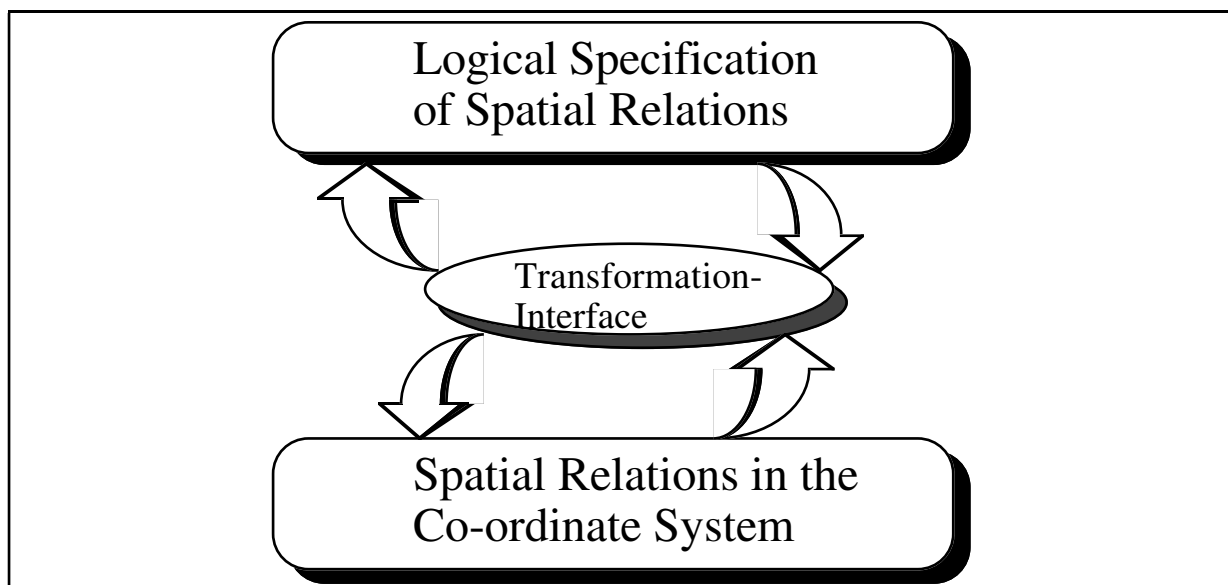 Logical Specification
of Spatial Relations
Transformation-
Interface
Spatial Relations in the
Co-ordinate System